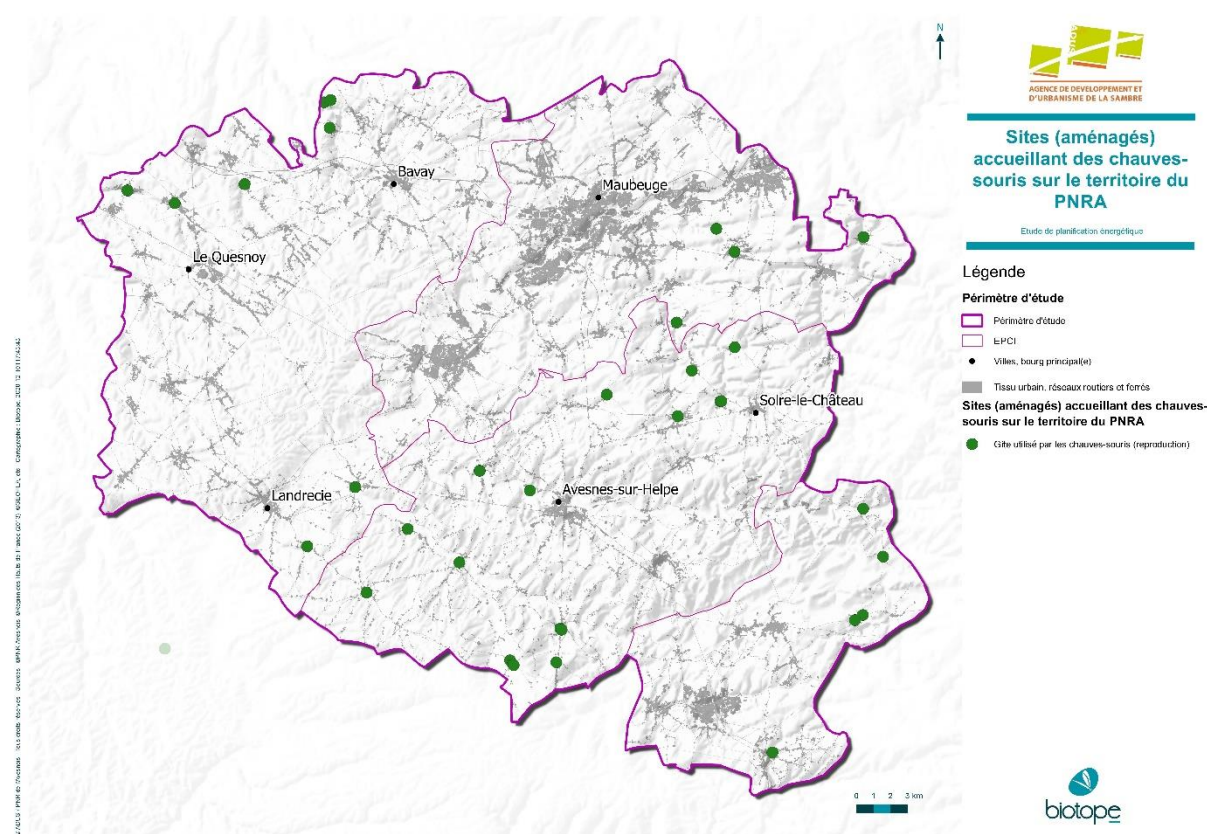 N
AGENCE DE DEVELOPPEMENT ET
D'URBANISME DE LA SAMBRE
Sites (aménagés)
accueillant des chauves-
souris sur le territoire du
PNRA
Etude de planification énergétique
Légende
Périmètre d'étude
Périmètre d'étude
EPCI
Villes, bourg principal(e)
Tissu urbain, réseaux routiers et ferrés
Sites (aménagés) accueillant des chauves-
souris sur le territoire du PNRA
Gîte utilisé par les chauves-souris (reproduction)
Bavay
Maubeuge
Le Quesnoy
Solre-le-Château
Landrecie
Avesnes-sur-Helpe
0 1 2 3 km
biotope